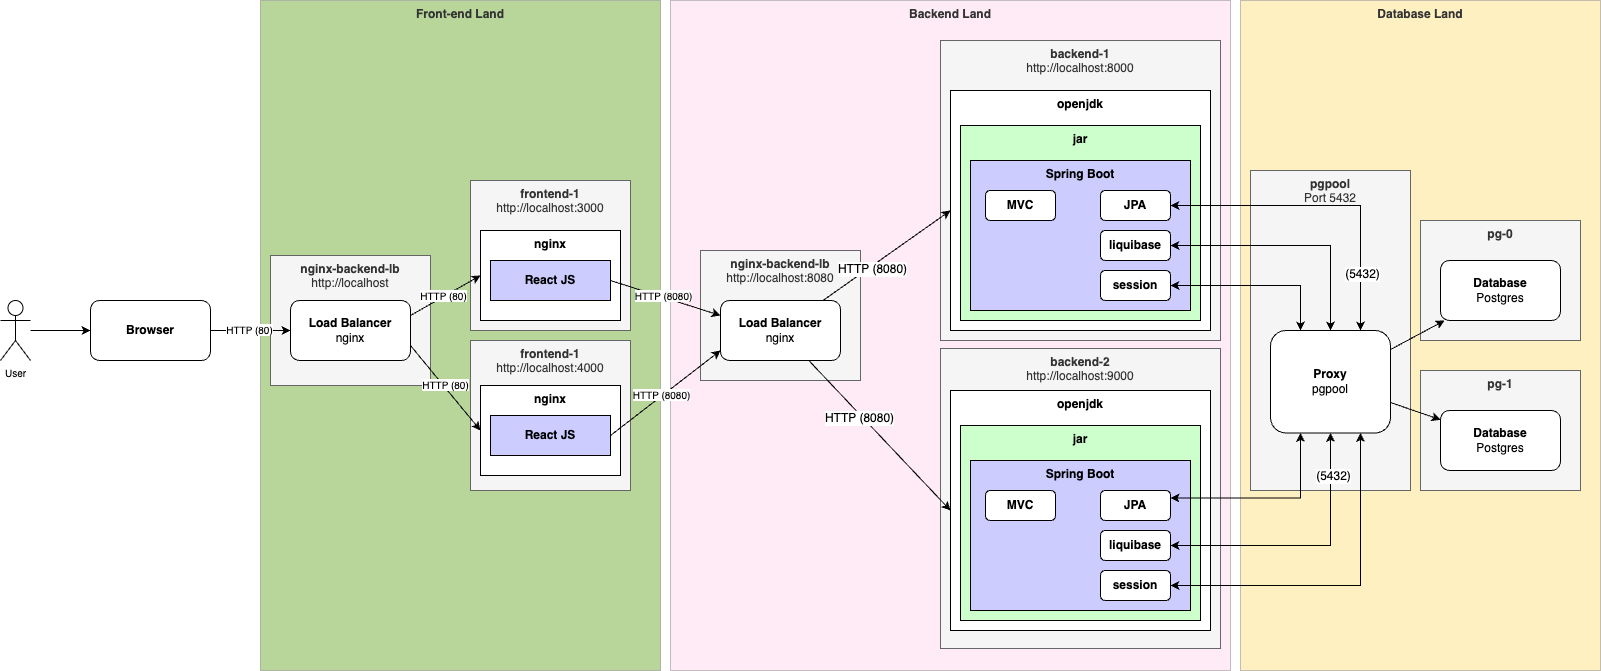 Front-end Land
Backend Land
Database Land
User
Browser
HTTP (80)
nginx-backend-lb
http://localhost
Load Balancer
nginx
HTTP (80)
HTTP (80)
frontend-1
http://localhost:3000
nginx
React JS
frontend-1
http://localhost:4000
nginx
React JS
HTTP (8080)
HTTP (8080)
nginx-backend-lb
http://localhost:8080
Load Balancer
nginx
HTTP (8080)
HTTP (8080)
backend-1
http://localhost:8000
openjdk
jar
Spring Boot
MVC
JPA
liquibase
session
backend-2
http://localhost:9000
openjdk
jar
Spring Boot
MVC
JPA
liquibase
session
pgpool
Port 5432
(5432)
Proxy
pgpool
(5432)
pg-0
Database
Postgres
pg-1
Database
Postgres